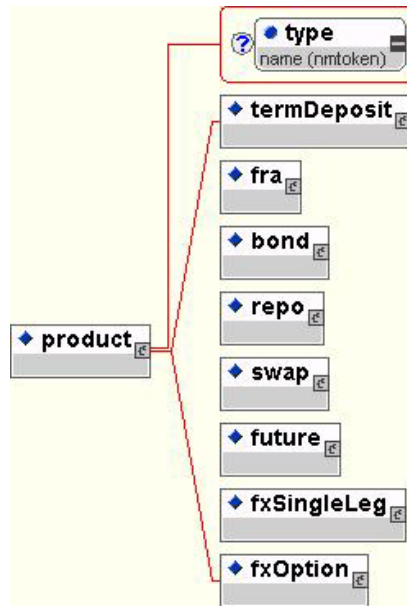 ?
type
name (nmtoken)
termDeposit
fra
bond
repo
product
swap
future
fxSingleLeg
fxOption